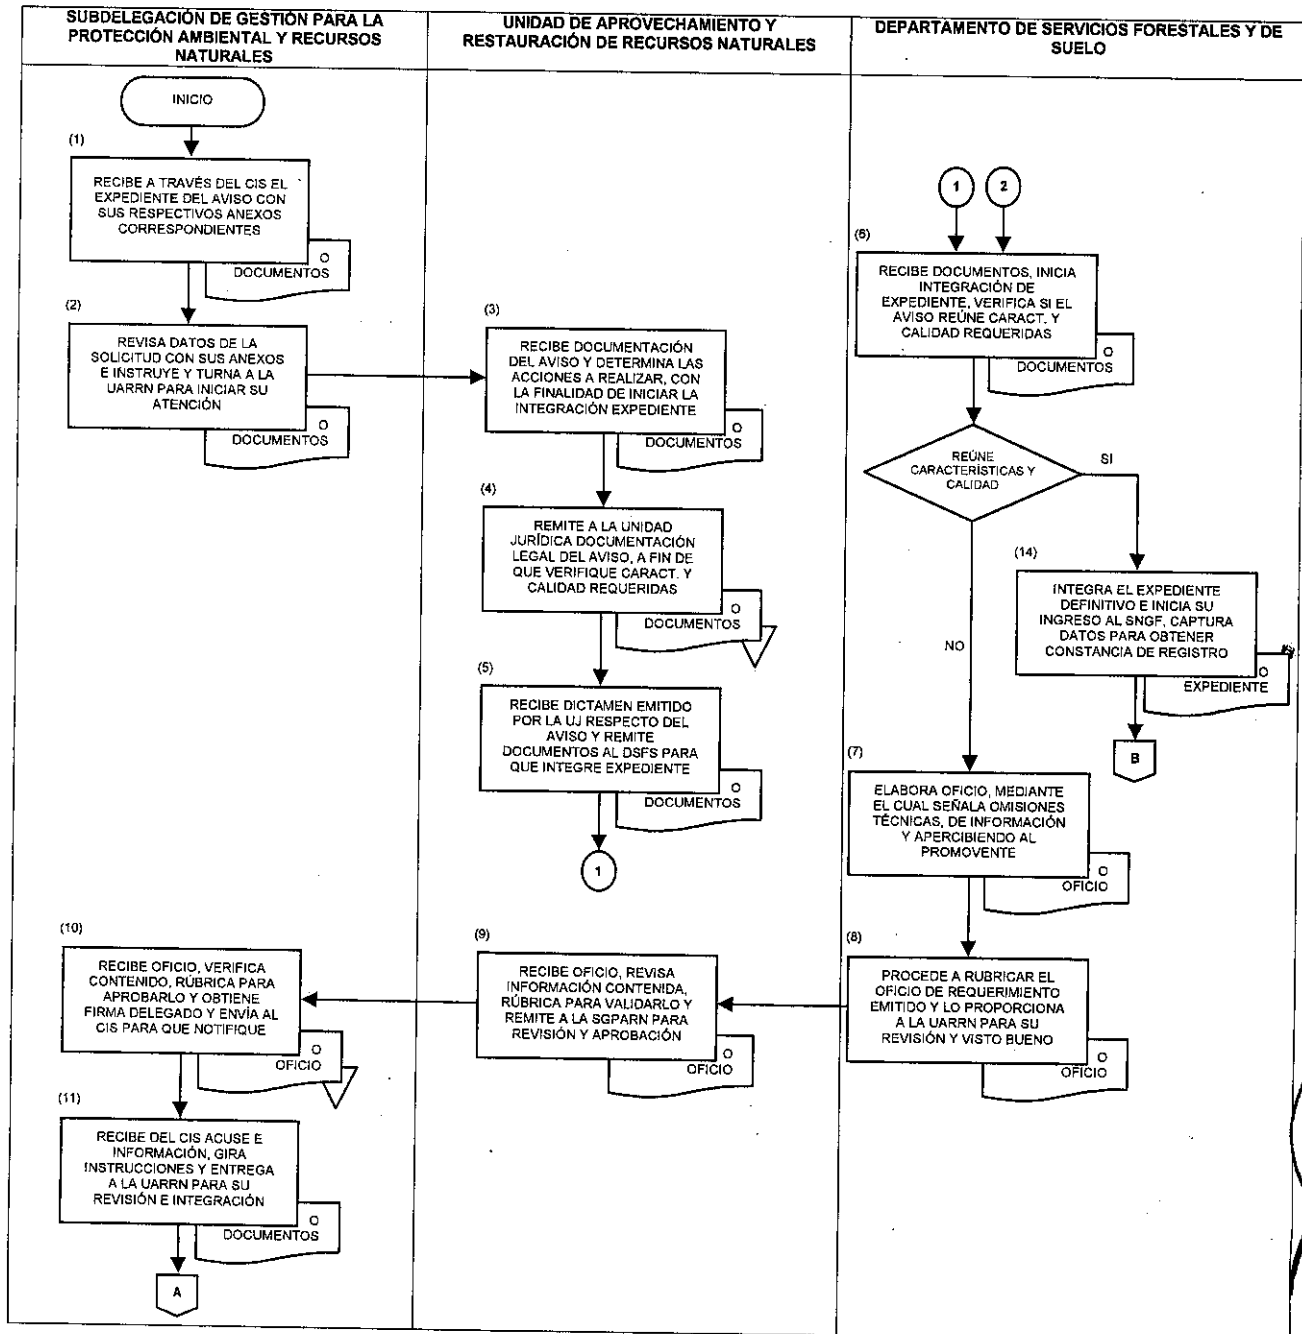 SUBDELEGACIÓN DE GESTIÓN PARA LA
PROTECCIÓN AMBIENTAL Y RECURSOS
NATURALES
UNIDAD DE APROVECHAMIENTO Y
RESTAURACIÓN DE RECURSOS NATURALES
DEPARTAMENTO DE SERVICIOS FORESTALES Y DE
SUELO
INICIO
(1)
RECIBE A TRAVÉS DEL CIS EL
EXPEDIENTE DEL AVISO CON
SUS RESPECTIVOS ANEXOS
CORRESPONDIENTES
O
DOCUMENTOS
(2)
REVISA DATOS DE LA
SOLICITUD CON SUS ANEXOS
E INSTRUYE Y TURNA A LA
UARRN PARA INICIAR SU
ATENCIÓN
O
DOCUMENTOS
(3)
RECIBE DOCUMENTACIÓN
DEL AVISO Y DETERMINA LAS
ACCIONES A REALIZAR, CON
LA FINALIDAD DE INICIAR LA
INTEGRACIÓN EXPEDIENTE
O
DOCUMENTOS
(4)
REMITE A LA UNIDAD
JURÍDICA DOCUMENTACIÓN
LEGAL DEL AVISO, A FIN DE
QUE VERIFIQUE CARACT. Y
CALIDAD REQUERIDAS
O
DOCUMENTOS
(5)
RECIBE DICTAMEN EMITIDO
POR LA UJ RESPECTO DEL
AVISO Y REMITE
DOCUMENTOS AL DSFS PARA
QUE INTEGRE EXPEDIENTE
O
DOCUMENTOS
1
1
2
(6)
RECIBE DOCUMENTOS, INICIA
INTEGRACIÓN DE
EXPEDIENTE, VERIFICA SI EL
AVISO REÚNE CARACT. Y
CALIDAD REQUERIDAS
O
DOCUMENTOS
REÚNE
CARACTERÍSTICAS Y
CALIDAD
SI
NO
(14)
INTEGRA EL EXPEDIENTE
DEFINITIVO E INICIA SU
INGRESO AL SNGF, CAPTURA
DATOS PARA OBTENER
CONSTANCIA DE REGISTRO
O
EXPEDIENTE
B
(7)
ELABORA OFICIO, MEDIANTE
EL CUAL SEÑALA OMISIONES
TÉCNICAS, DE INFORMACIÓN
Y APERCIBIENDO AL
PROMOVENTE
O
OFICIO
(8)
PROCEDE A RUBRICAR EL
OFICIO DE REQUERIMIENTO
EMITIDO Y LO PROPORCIONA
A LA UARRN PARA SU
REVISIÓN Y VISTO BUENO
O
OFICIO
(9)
RECIBE OFICIO, REVISA
INFORMACIÓN CONTENIDA,
RÚBRICA PARA VALIDARLO Y
REMITE A LA SGPARN PARA
REVISIÓN Y APROBACIÓN
O
OFICIO
(10)
RECIBE OFICIO, VERIFICA
CONTENIDO, RÚBRICA PARA
APROBARLO Y OBTIENE
FIRMA DELEGADO Y ENVÍA AL
CIS PARA QUE NOTIFIQUE
O
OFICIO
(11)
RECIBE DEL CIS ACUSE E
INFORMACIÓN, GIRA
INSTRUCCIONES Y ENTREGA
A LA UARRN PARA SU
REVISIÓN E INTEGRACIÓN
O
DOCUMENTOS
A